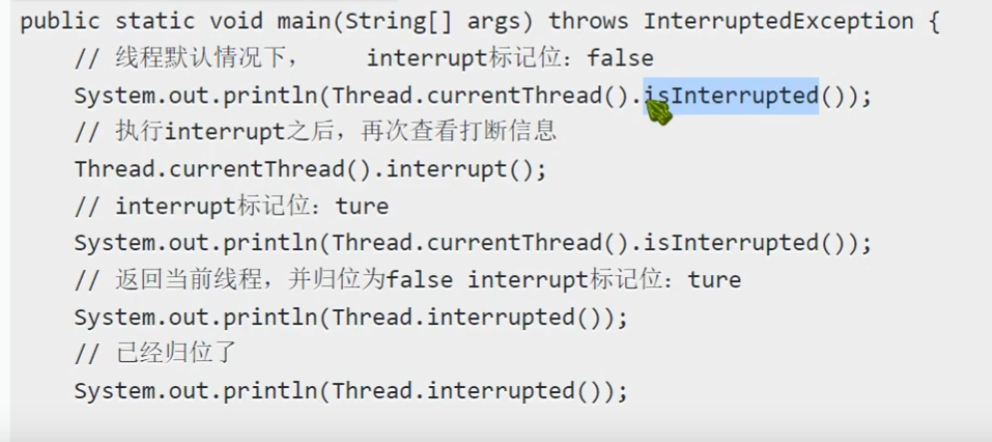 public static void main(String[] args) throws InterruptedException {
// 线程默认情况下, interrupt标记位：false
System.out.println(Thread.currentThread().isInterrupted());
// 执行interrupt之后，再次查看打断信息
Thread.currentThread().interrupt();
// interrupt标记位：ture
System.out.println(Thread.currentThread().isInterrupted());
// 返回当前线程，并归位为false interrupt标记位：ture
System.out.println(Thread.interrupted());
// 已经归位了
System.out.println(Thread.interrupted());